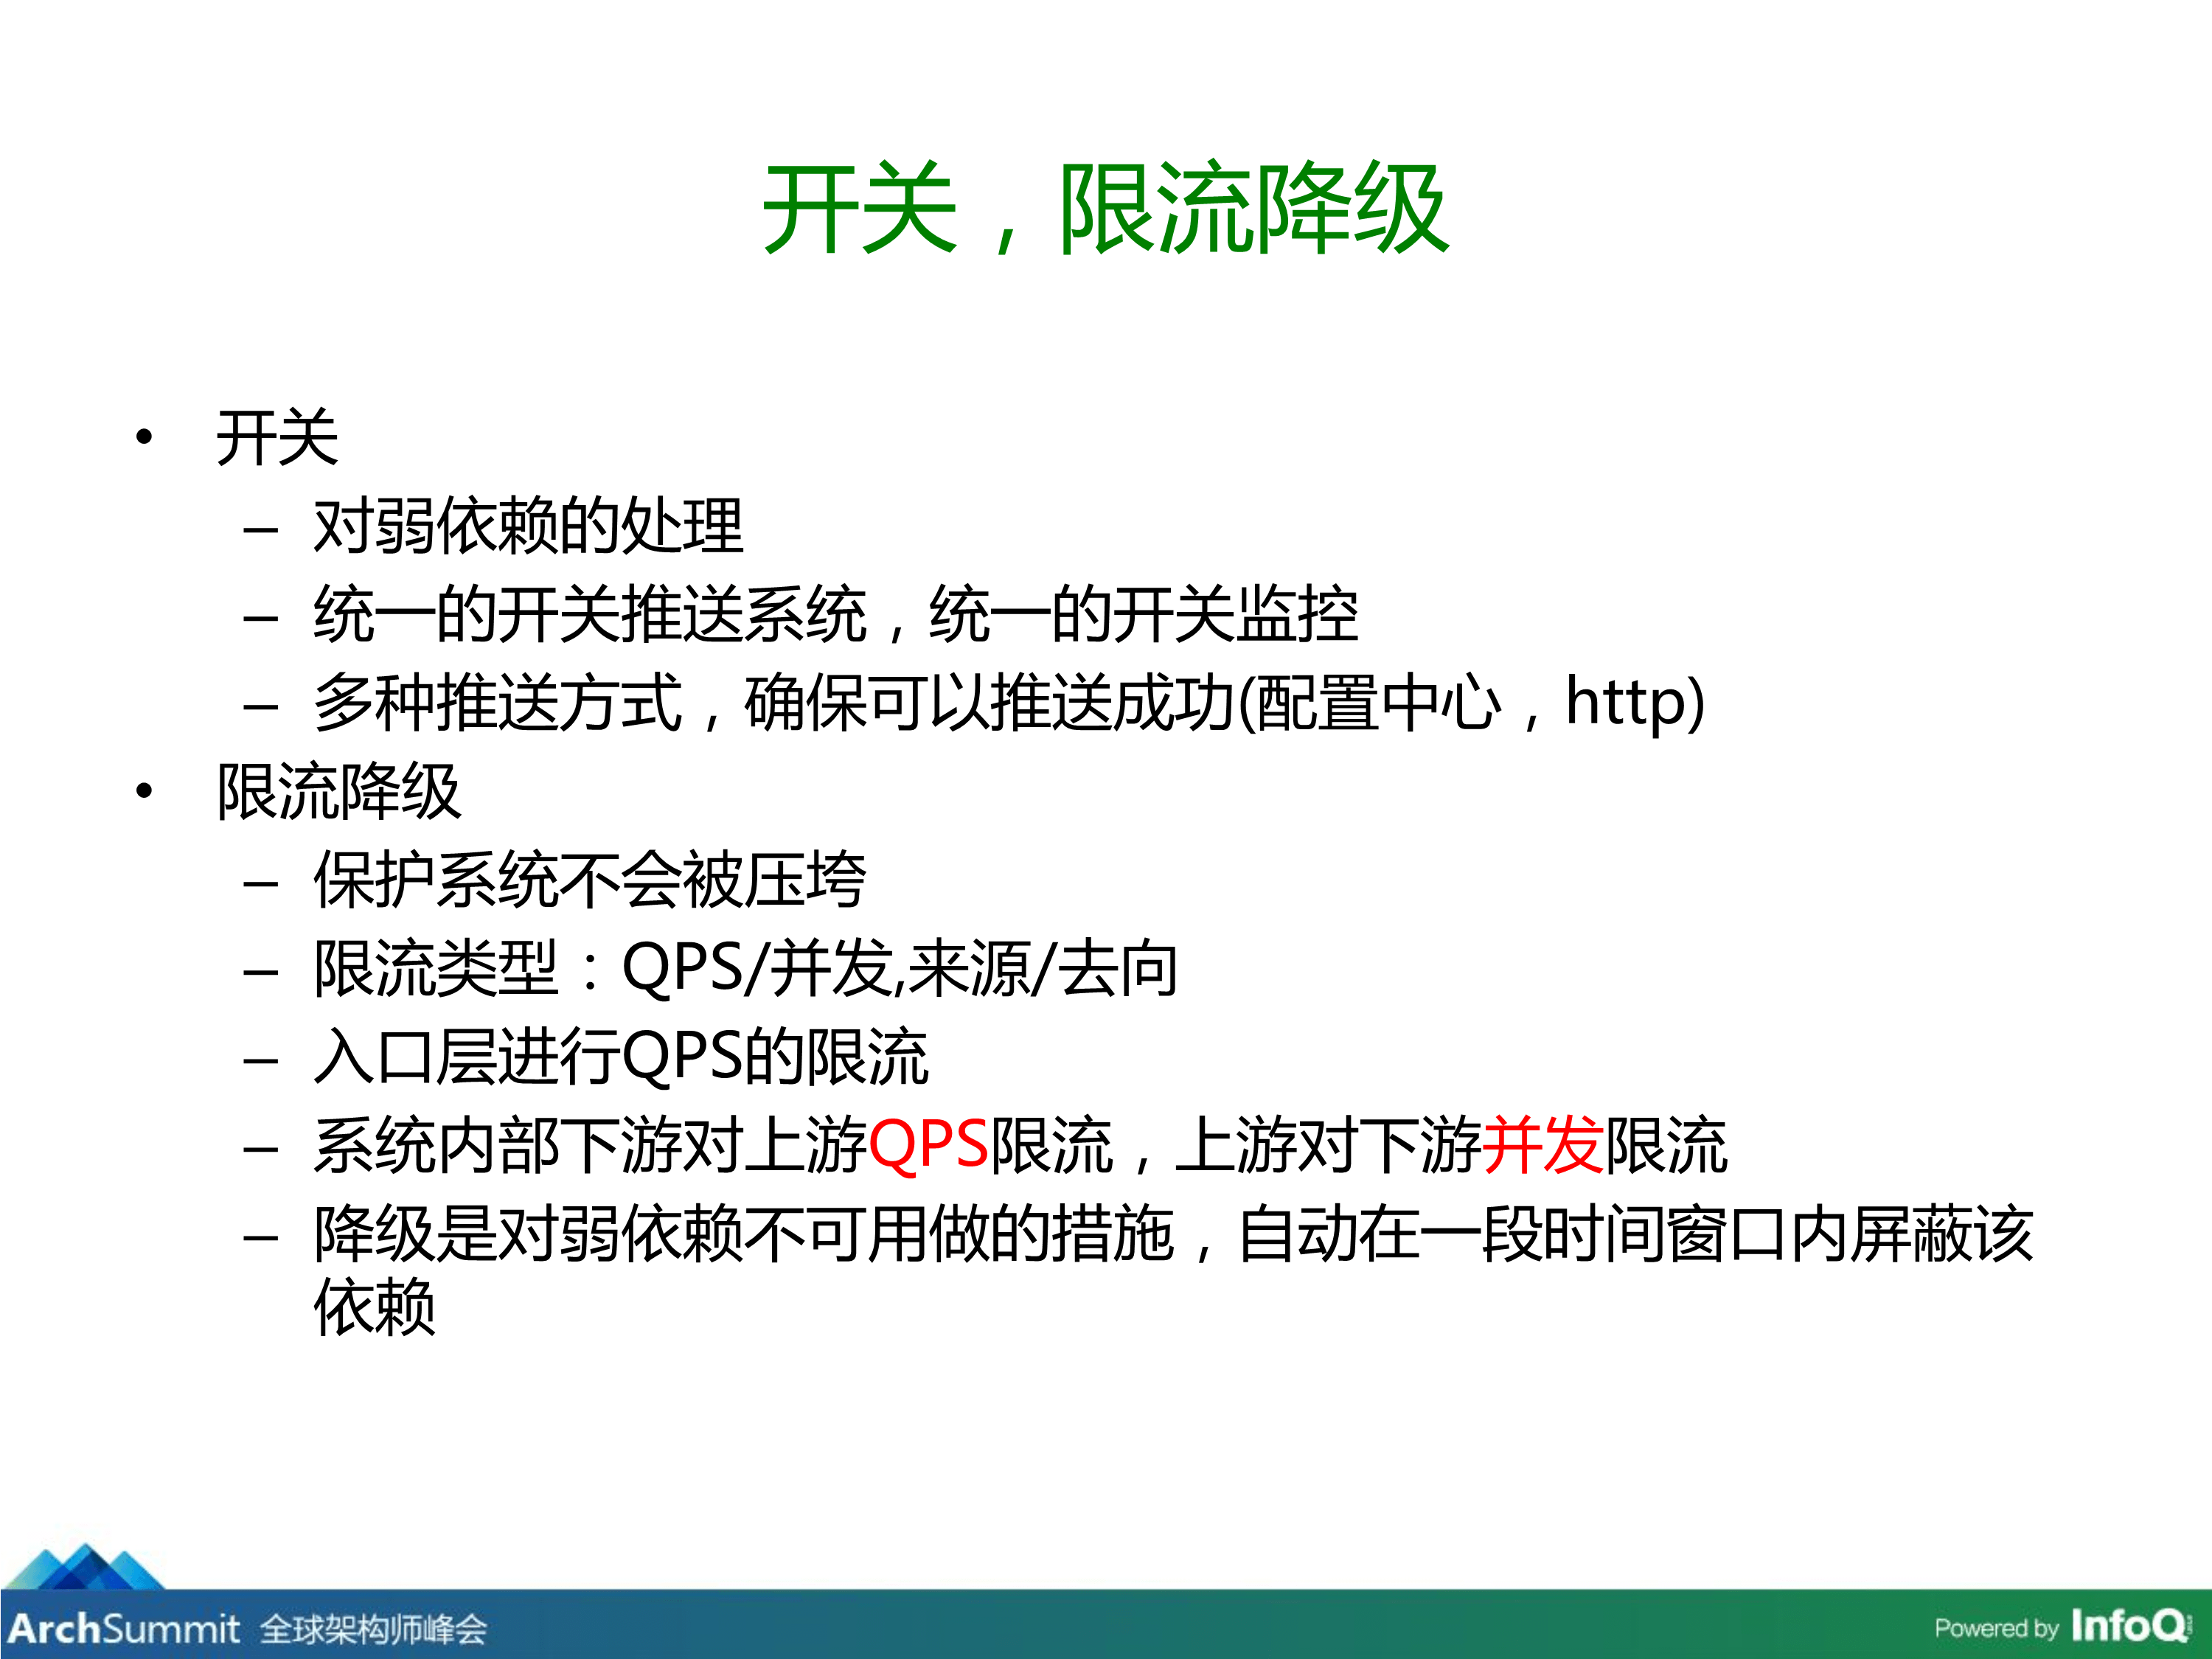 开关，限流降级
• 开关
– 对弱依赖的处理
– 统一的开关推送系统，统一的开关监控
– 多种推送方式，确保可以推送成功(配置中心，http)
• 限流降级
– 保护系统不会被压垮
– 限流类型：QPS/并发,来源/去向
– 入口层进行QPS的限流
– 系统内部下游对上游QPS限流，上游对下游并发限流
– 降级是对弱依赖不可用做的措施，自动在一段时间窗口内屏蔽该
依赖
ArchSummit 全球架构师峰会
Powered by InfoQ